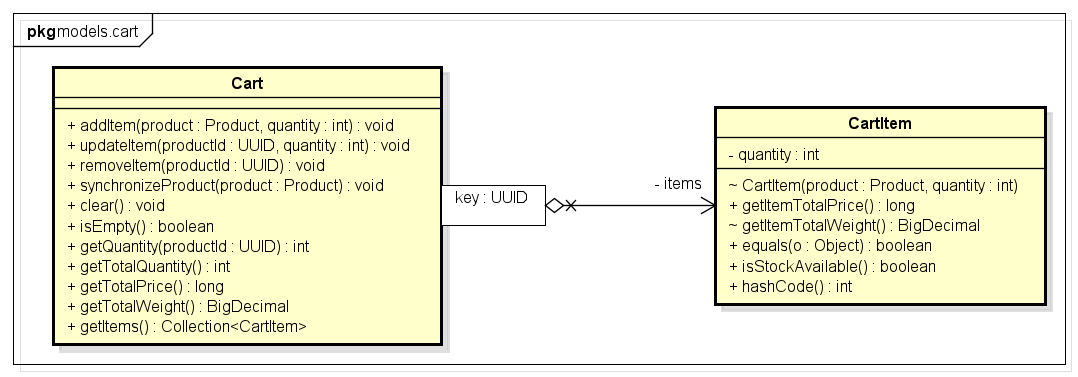 pkg models.cart
Cart
+ addItem(product : Product, quantity : int) : void
+ updateItem(productId : UUID, quantity : int) : void
+ removeItem(productId : UUID) : void
+ synchronizeProduct(product : Product) : void
+ clear() : void
+ isEmpty() : boolean
+ getQuantity(productId : UUID) : int
+ getTotalQuantity() : int
+ getTotalPrice() : long
+ getTotalWeight() : BigDecimal
+ getItems() : Collection<CartItem>
key : UUID
- items
CartItem
- quantity : int
~ CartItem(product : Product, quantity : int)
+ getItemTotalPrice() : long
~ getItemTotalWeight() : BigDecimal
+ equals(o : Object) : boolean
+ isStockAvailable() : boolean
+ hashCode() : int